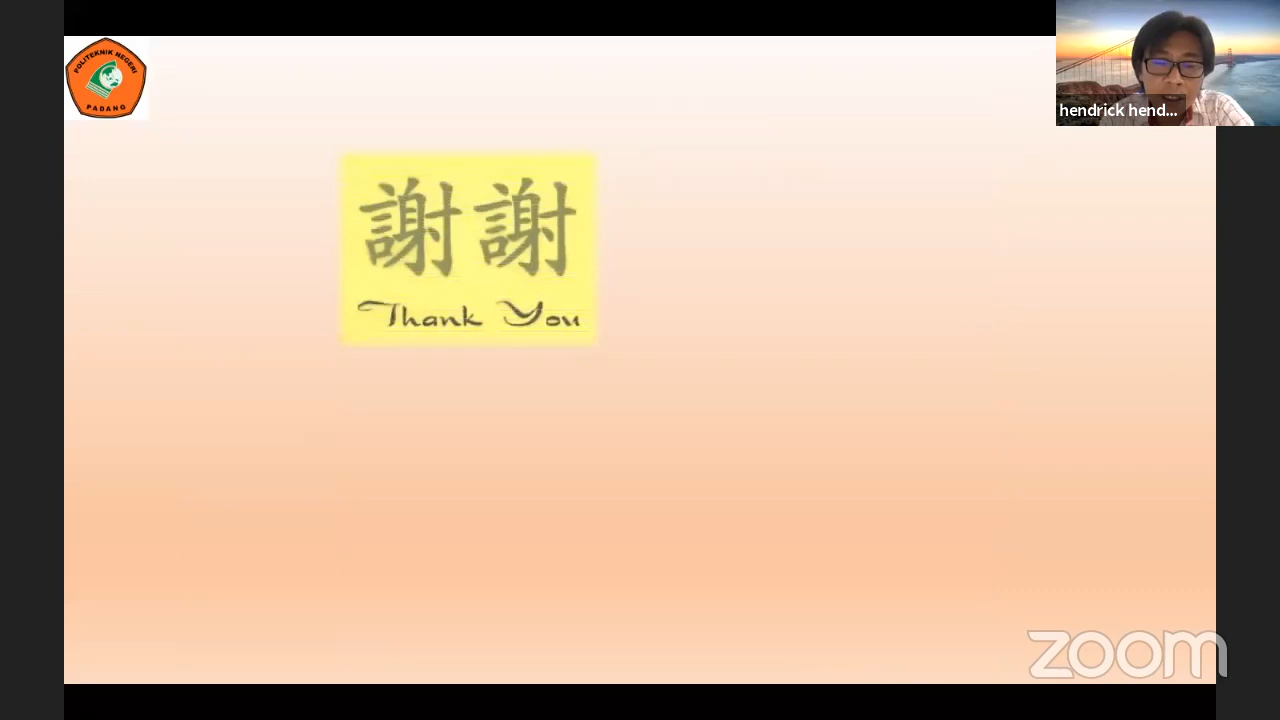 POLITEKNIK NEGERI
PADANG
hendrick hend...
謝謝
Thank You
zoom